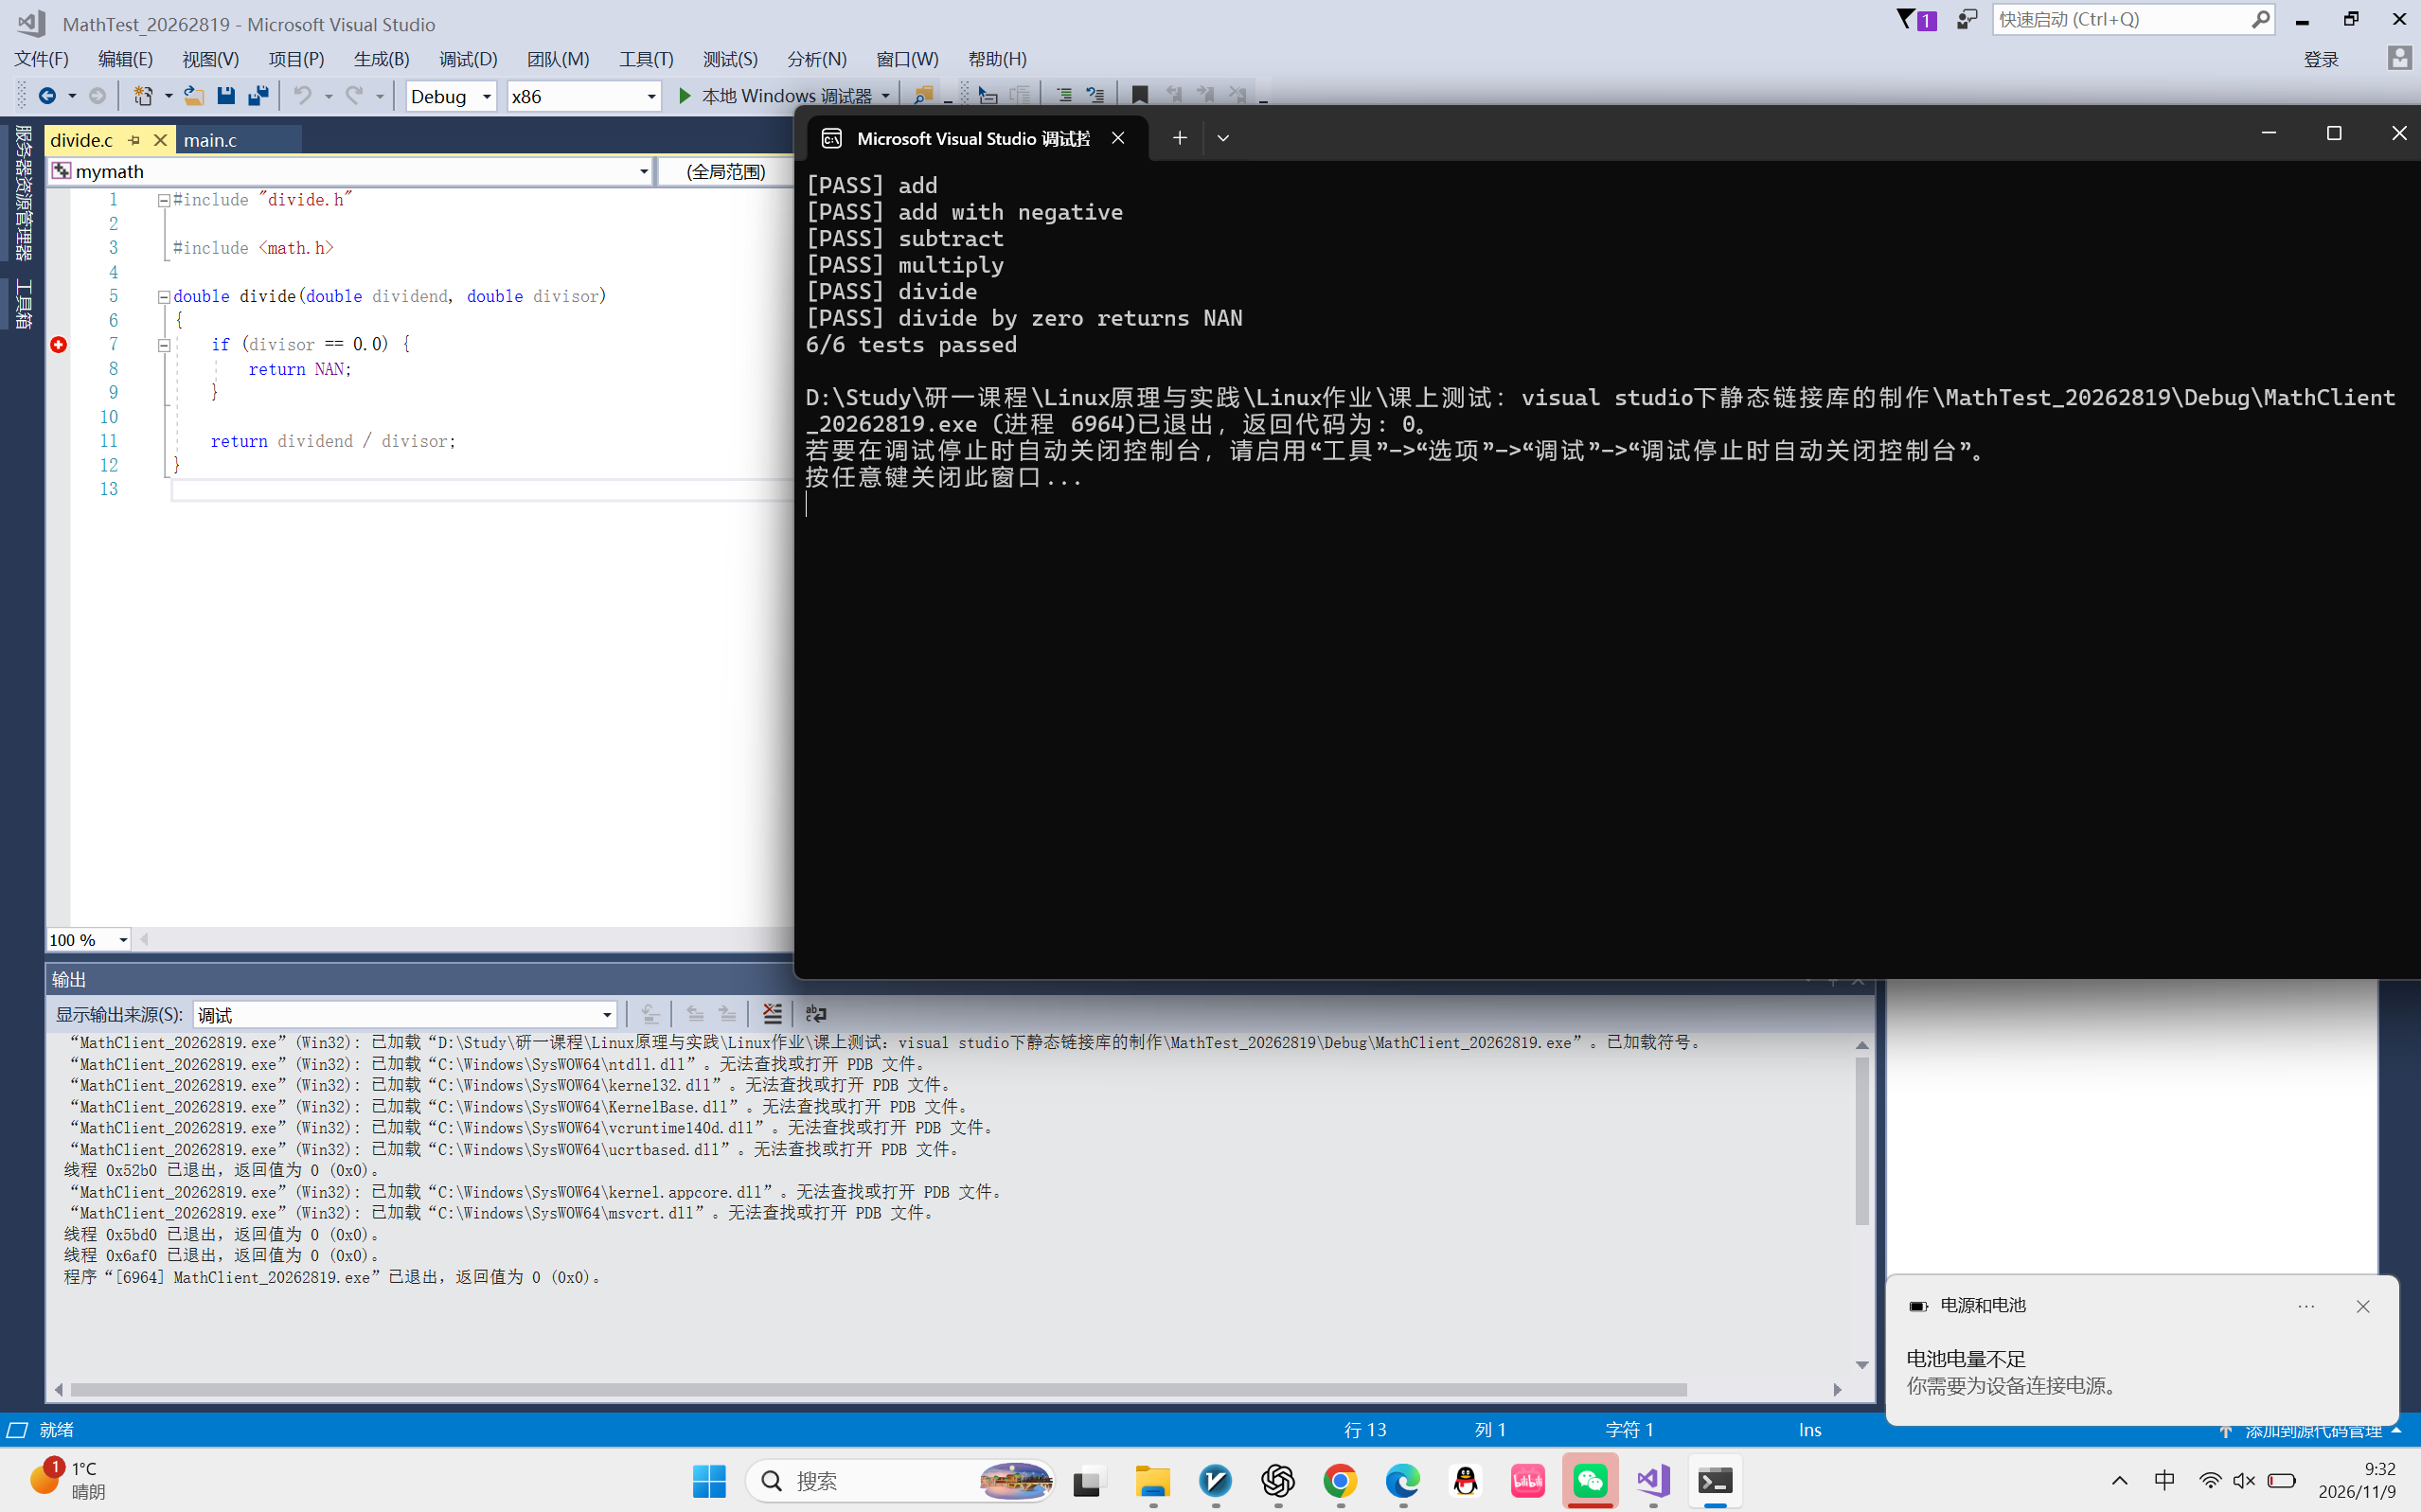 MathTest_20262819 - Microsoft Visual Studio
1
快速启动 (Ctrl+Q)
文件(F) 编辑(E) 视图(V) 项目(P) 生成(B) 调试(D) 团队(M) 工具(T) 测试(S) 分析(N) 窗口(W) 帮助(H)
登录
Debug x86 本地 Windows 调试器
服务器资源管理器
工具箱
divide.c main.c
mymath (全局范围)
1 #include "divide.h"
2
3 #include <math.h>
4
5 double divide(double dividend, double divisor)
6 {
7 if (divisor == 0.0) {
8 return NAN;
9 }
10
11 return dividend / divisor;
12 }
13
100 %
Microsoft Visual Studio 调试控
[PASS] add
[PASS] add with negative
[PASS] subtract
[PASS] multiply
[PASS] divide
[PASS] divide by zero returns NAN
6/6 tests passed
D:\Study\研一课程\Linux原理与实践\Linux作业\课上测试：visual studio下静态链接库的制作\MathTest_20262819\Debug\MathClient
_20262819.exe (进程 6964)已退出，返回代码为: 0。
若要在调试停止时自动关闭控制台，请启用“工具”->“选项”->“调试”->“调试停止时自动关闭控制台”。
按任意键关闭此窗口...
输出
显示输出来源(S): 调试
“MathClient_20262819.exe”(Win32): 已加载“D:\Study\研一课程\Linux原理与实践\Linux作业\课上测试：visual studio下静态链接库的制作\MathTest_20262819\Debug\MathClient_20262819.exe”。已加载符号。
“MathClient_20262819.exe”(Win32): 已加载“C:\Windows\SysWOW64\ntdll.dll”。无法查找或打开 PDB 文件。
“MathClient_20262819.exe”(Win32): 已加载“C:\Windows\SysWOW64\kernel32.dll”。无法查找或打开 PDB 文件。
“MathClient_20262819.exe”(Win32): 已加载“C:\Windows\SysWOW64\KernelBase.dll”。无法查找或打开 PDB 文件。
“MathClient_20262819.exe”(Win32): 已加载“C:\Windows\SysWOW64\vcruntime140d.dll”。无法查找或打开 PDB 文件。
“MathClient_20262819.exe”(Win32): 已加载“C:\Windows\SysWOW64\ucrtbased.dll”。无法查找或打开 PDB 文件。
线程 0x52b0 已退出，返回值为 0 (0x0)。
“MathClient_20262819.exe”(Win32): 已加载“C:\Windows\SysWOW64\kernel.appcore.dll”。无法查找或打开 PDB 文件。
“MathClient_20262819.exe”(Win32): 已加载“C:\Windows\SysWOW64\msvcrt.dll”。无法查找或打开 PDB 文件。
线程 0x5bd0 已退出，返回值为 0 (0x0)。
线程 0x6af0 已退出，返回值为 0 (0x0)。
程序“[6964] MathClient_20262819.exe”已退出，返回值为 0 (0x0)。
电源和电池
电池电量不足
你需要为设备连接电源。
就绪 行 13 列 1 字符 1 Ins 添加到源代码管理
1
1°C
晴朗
搜索
bilibili
中
9:32
2026/11/9